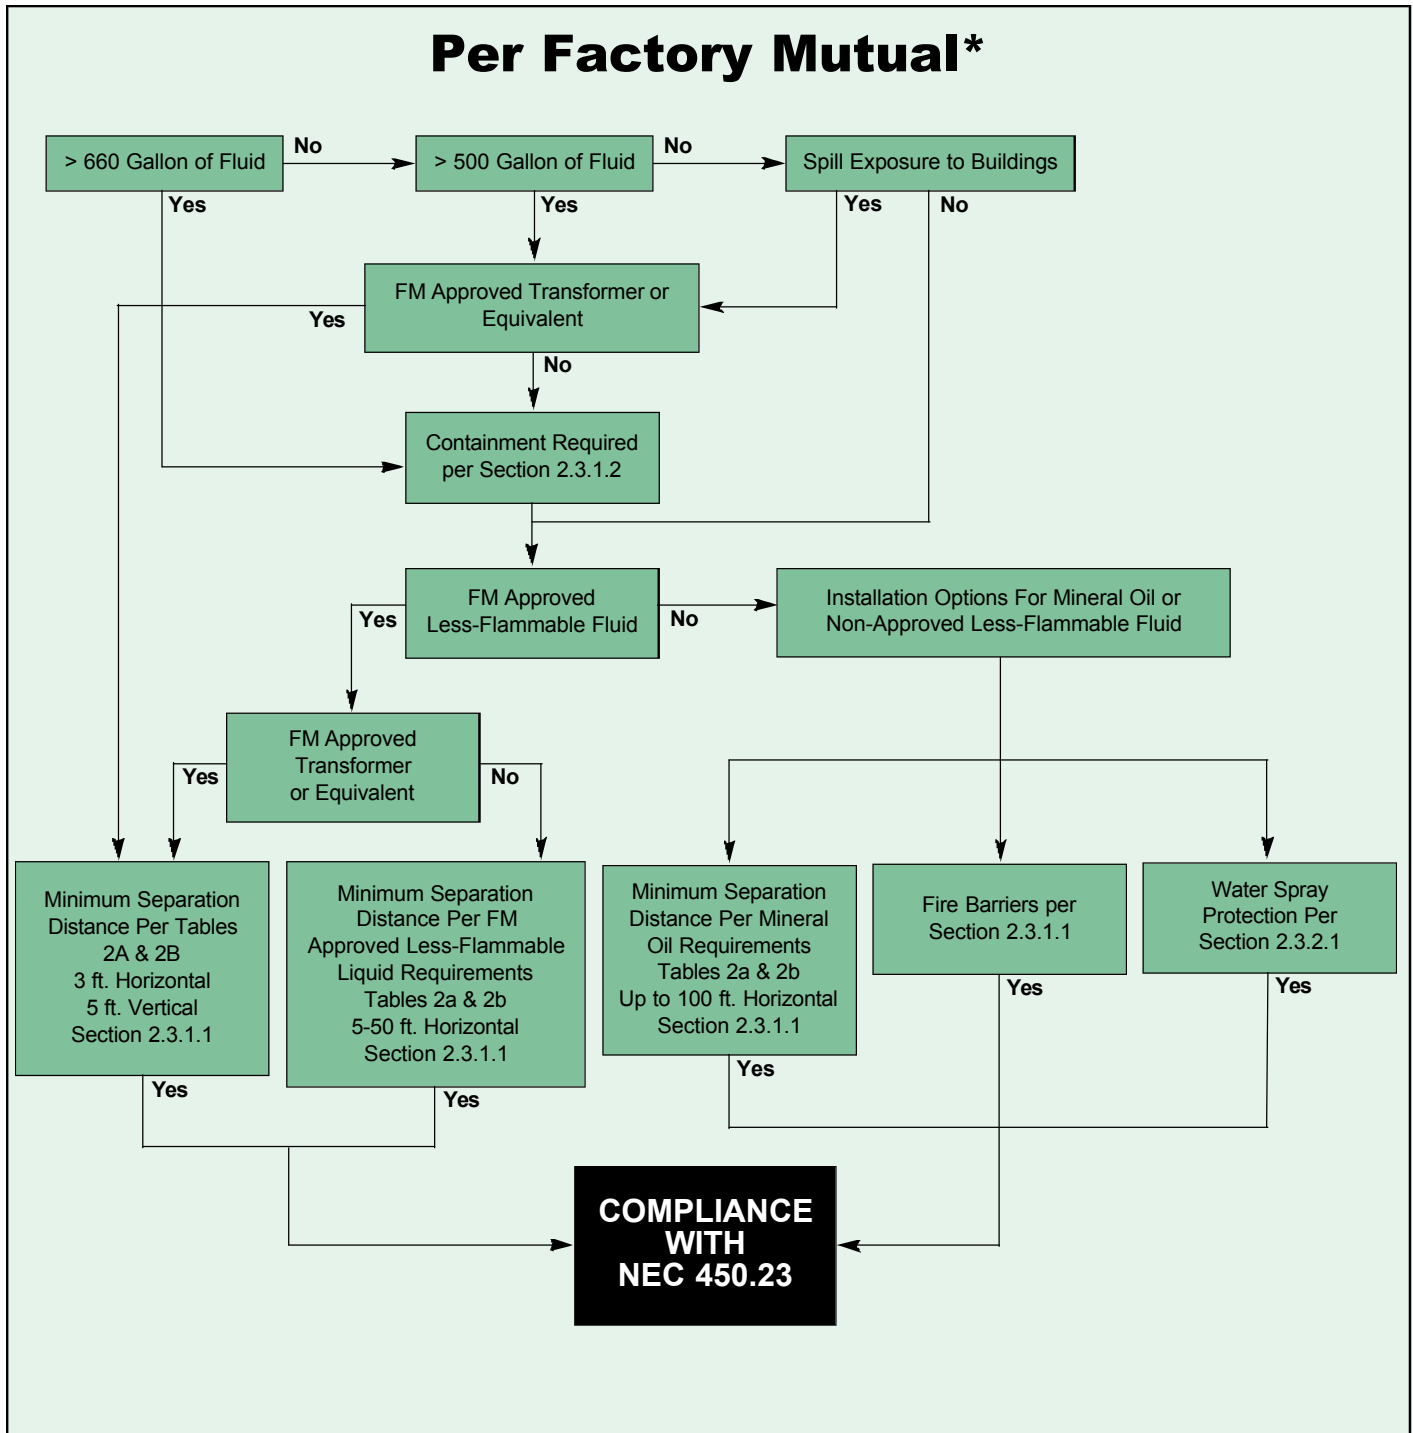 Per Factory Mutual*
> 660 Gallon of Fluid
No
> 500 Gallon of Fluid
No
Spill Exposure to Buildings
Yes
Yes
Yes
No
FM Approved Transformer or
Equivalent
Yes
No
Containment Required
per Section 2.3.1.2
FM Approved
Less-Flammable Fluid
Yes
No
Installation Options For Mineral Oil or
Non-Approved Less-Flammable Fluid
FM Approved
Transformer
or Equivalent
Yes
No
Minimum Separation
Distance Per Tables
2A & 2B
3 ft. Horizontal
5 ft. Vertical
Section 2.3.1.1
Yes
Minimum Separation
Distance Per FM
Approved Less-Flammable
Liquid Requirements
Tables 2a & 2b
5-50 ft. Horizontal
Section 2.3.1.1
Yes
Minimum Separation
Distance Per Mineral
Oil Requirements
Tables 2a & 2b
Up to 100 ft. Horizontal
Section 2.3.1.1
Yes
Fire Barriers per
Section 2.3.1.1
Yes
Water Spray
Protection Per
Section 2.3.2.1
Yes
COMPLIANCE
WITH
NEC 450.23